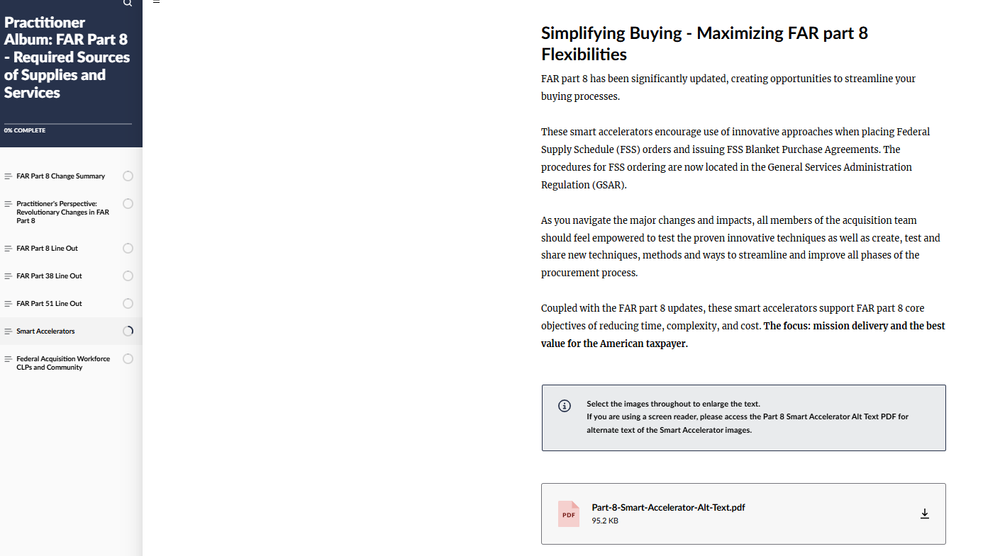 Practitioner
Album: FAR Part 8
- Required Sources
of Supplies and
Services
0% COMPLETE
FAR Part 8 Change Summary
Practitioner's Perspective:
Revolutionary Changes in FAR
Part 8
FAR Part 8 Line Out
FAR Part 38 Line Out
FAR Part 51 Line Out
Smart Accelerators
Federal Acquisition Workforce
CLPs and Community
Simplifying Buying - Maximizing FAR part 8
Flexibilities
FAR part 8 has been significantly updated, creating opportunities to streamline your
buying processes.
These smart accelerators encourage use of innovative approaches when placing Federal
Supply Schedule (FSS) orders and issuing FSS Blanket Purchase Agreements. The
procedures for FSS ordering are now located in the General Services Administration
Regulation (GSAR).
As you navigate the major changes and impacts, all members of the acquisition team
should feel empowered to test the proven innovative techniques as well as create, test and
share new techniques, methods and ways to streamline and improve all phases of the
procurement process.
Coupled with the FAR part 8 updates, these smart accelerators support FAR part 8 core
objectives of reducing time, complexity, and cost. The focus: mission delivery and the best
value for the American taxpayer.
Select the images throughout to enlarge the text.
If you are using a screen reader, please access the Part 8 Smart Accelerator Alt Text PDF for
alternate text of the Smart Accelerator images.
PDF
Part-8-Smart-Accelerator-Alt-Text.pdf
95.2 KB